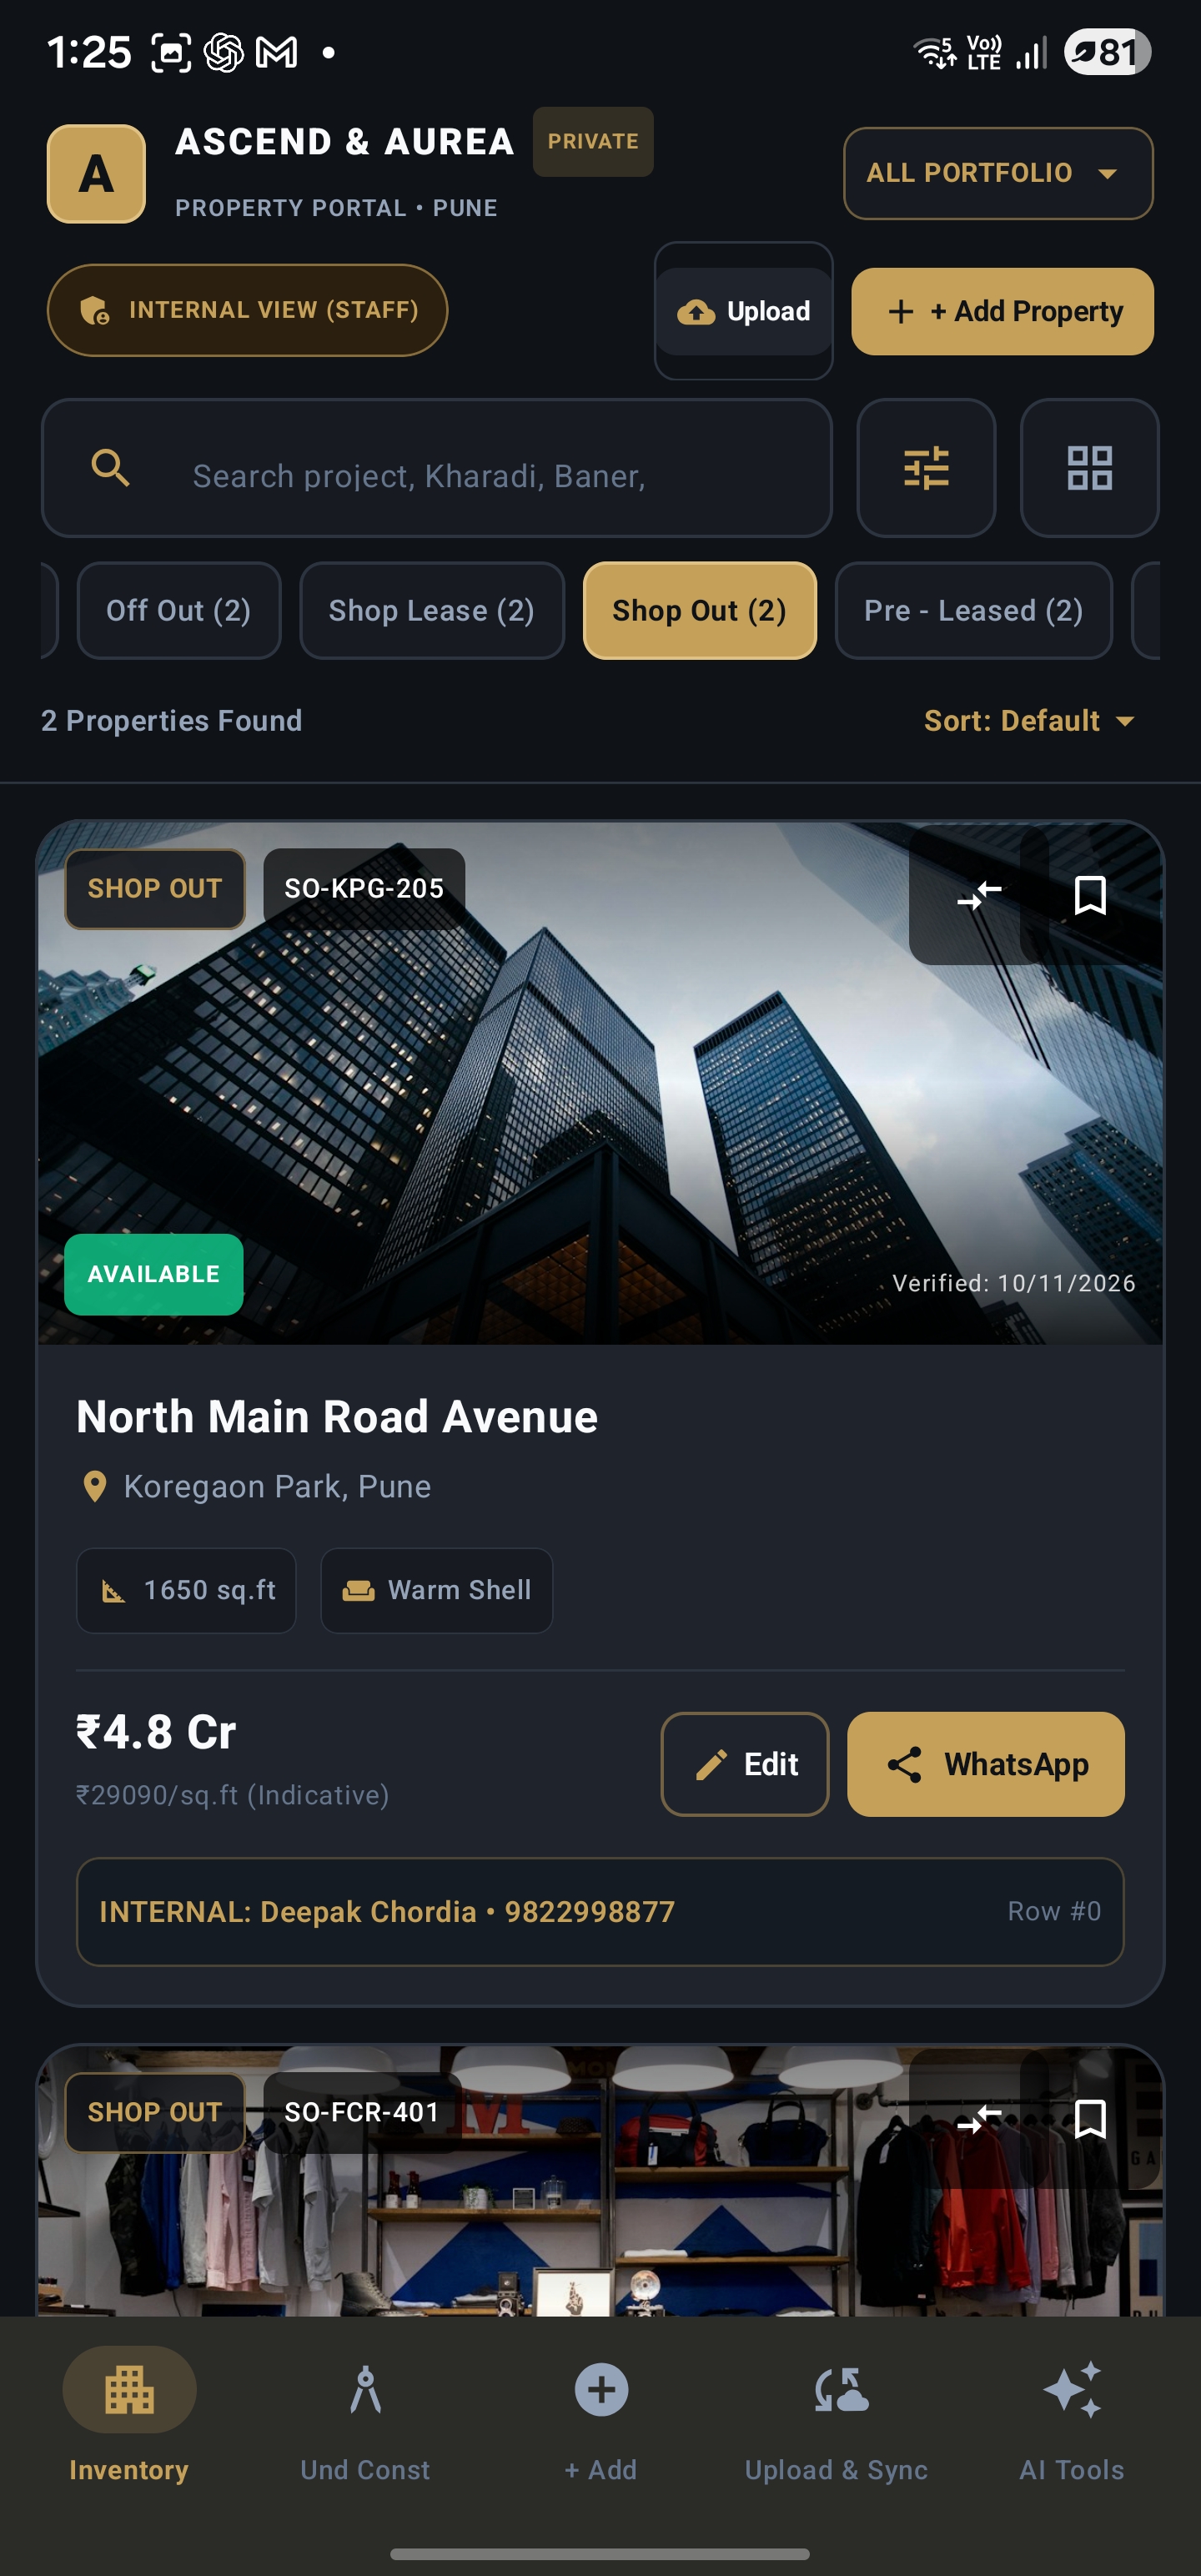 1:25
5 Vo)) LTE 81
A
ASCEND & AUREA PRIVATE
PROPERTY PORTAL • PUNE
ALL PORTFOLIO
INTERNAL VIEW (STAFF)
Upload
+ Add Property
Search project, Kharadi, Baner,
Off Out (2)
Shop Lease (2)
Shop Out (2)
Pre - Leased (2)
2 Properties Found
Sort: Default
SHOP OUT
SO-KPG-205
AVAILABLE
Verified: 10/11/2026
North Main Road Avenue
Koregaon Park, Pune
1650 sq.ft
Warm Shell
₹4.8 Cr
₹29090/sq.ft (Indicative)
Edit
WhatsApp
INTERNAL: Deepak Chordia • 9822998877
Row #0
SHOP OUT
SO-FCR-401
M
Inventory
Und Const
+ Add
Upload & Sync
AI Tools